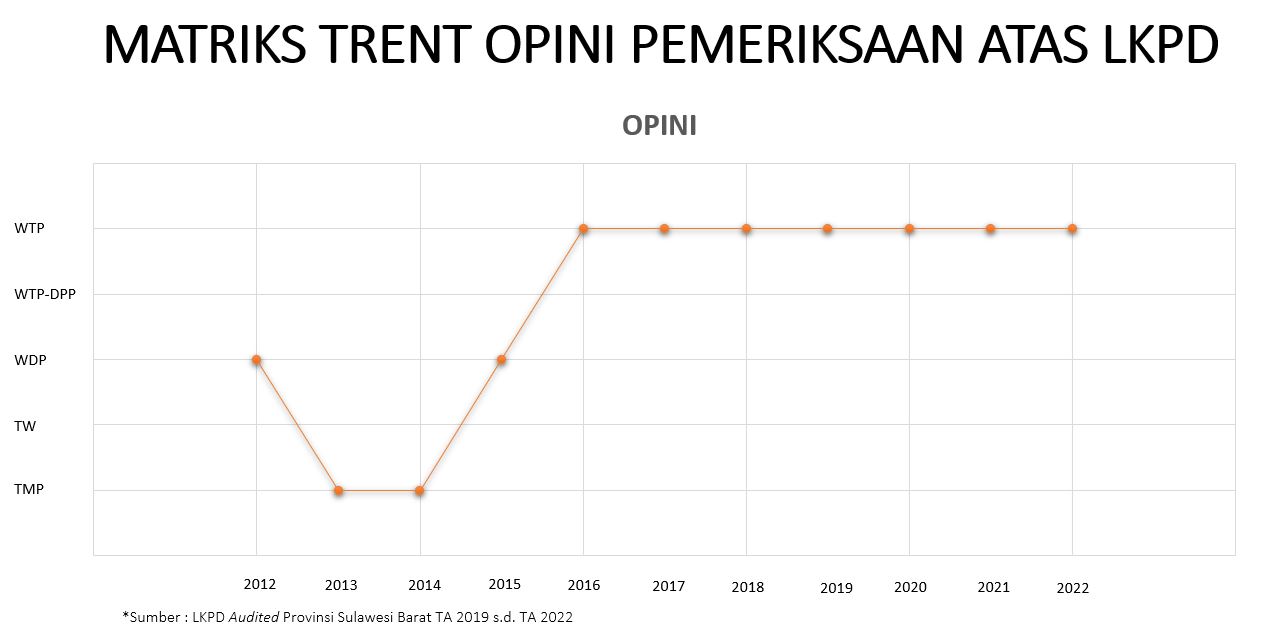 MATRIKS TRENT OPINI PEMERIKSAAN ATAS LKPD
OPINI
WTP
WTP-DPP
WDP
TW
TMP
2012 2013 2014 2015 2016 2017 2018 2019 2020 2021 2022
*Sumber : LKPD Audited Provinsi Sulawesi Barat TA 2019 s.d. TA 2022